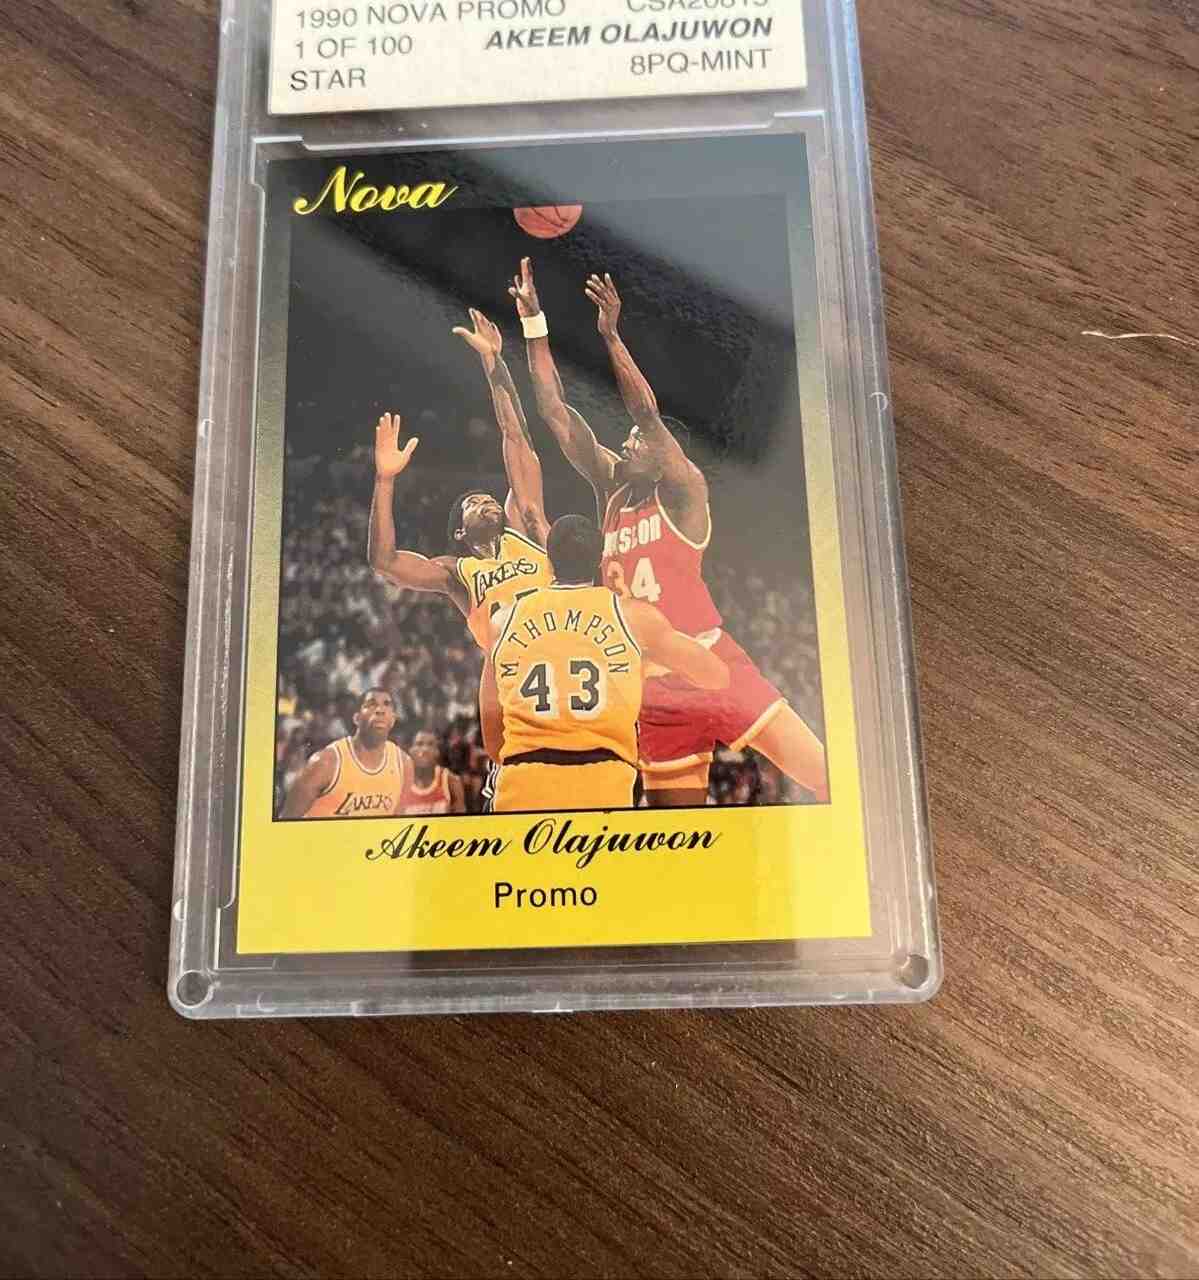 1990 NOVA PROMO CSA20815
1 OF 100 AKEEM OLAJUWON
STAR 8PQ-MINT
Nova
LAKERS
34
M. THOMPSON
43
LAKERS
Akeem Olajuwon
Promo